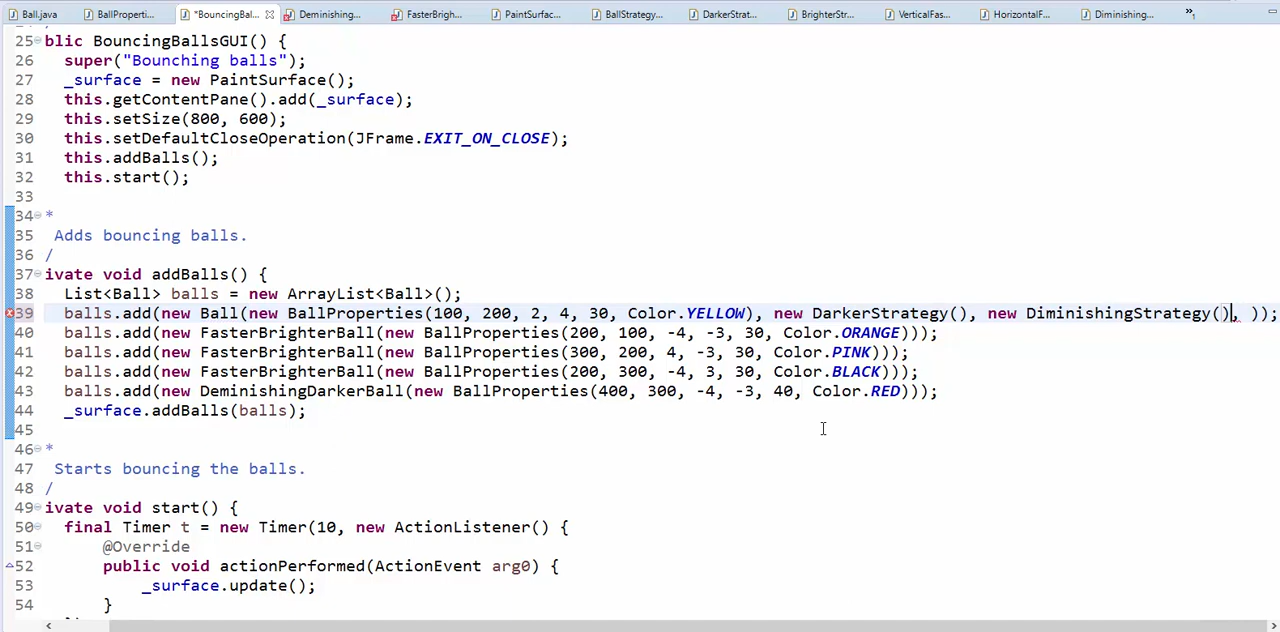 Ball.java BallProperti... *BouncingBal... Deminishing... FasterBrigh... PaintSurfac... BallStrategy... DarkerStrat... BrighterStr... VerticalFas... HorizontalF... Diminishing... »1
25 blic BouncingBallsGUI() {
26 super("Bounching balls");
27 _surface = new PaintSurface();
28 this.getContentPane().add(_surface);
29 this.setSize(800, 600);
30 this.setDefaultCloseOperation(JFrame.EXIT_ON_CLOSE);
31 this.addBalls();
32 this.start();
33
34 *
35 Adds bouncing balls.
36 /
37 ivate void addBalls() {
38 List<Ball> balls = new ArrayList<Ball>();
39 balls.add(new Ball(new BallProperties(100, 200, 2, 4, 30, Color.YELLOW), new DarkerStrategy(), new DiminishingStrategy(), ));
40 balls.add(new FasterBrighterBall(new BallProperties(200, 100, -4, -3, 30, Color.ORANGE)));
41 balls.add(new FasterBrighterBall(new BallProperties(300, 200, 4, -3, 30, Color.PINK)));
42 balls.add(new FasterBrighterBall(new BallProperties(200, 300, -4, 3, 30, Color.BLACK)));
43 balls.add(new DeminishingDarkerBall(new BallProperties(400, 300, -4, -3, 40, Color.RED)));
44 _surface.addBalls(balls);
45
46 *
47 Starts bouncing the balls.
48 /
49 ivate void start() {
50 final Timer t = new Timer(10, new ActionListener() {
51 @Override
52 public void actionPerformed(ActionEvent arg0) {
53 _surface.update();
54 }